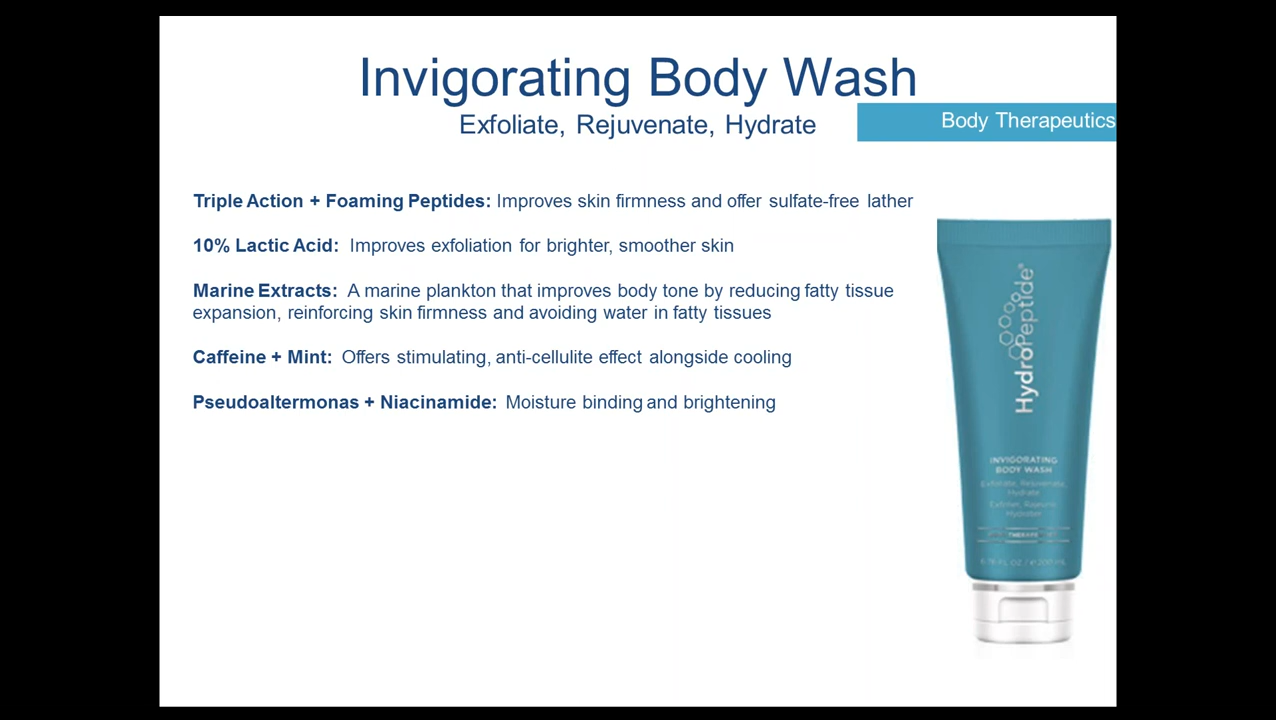 Invigorating Body Wash
Exfoliate, Rejuvenate, Hydrate
Body Therapeutics
Triple Action + Foaming Peptides: Improves skin firmness and offer sulfate-free lather
10% Lactic Acid: Improves exfoliation for brighter, smoother skin
Marine Extracts: A marine plankton that improves body tone by reducing fatty tissue
expansion, reinforcing skin firmness and avoiding water in fatty tissues
Caffeine + Mint: Offers stimulating, anti-cellulite effect alongside cooling
Pseudoaltermonas + Niacinamide: Moisture binding and brightening
HydroPeptide®
INVIGORATING
BODY WASH
Exfoliate, Rejuvenate,
Hydrate